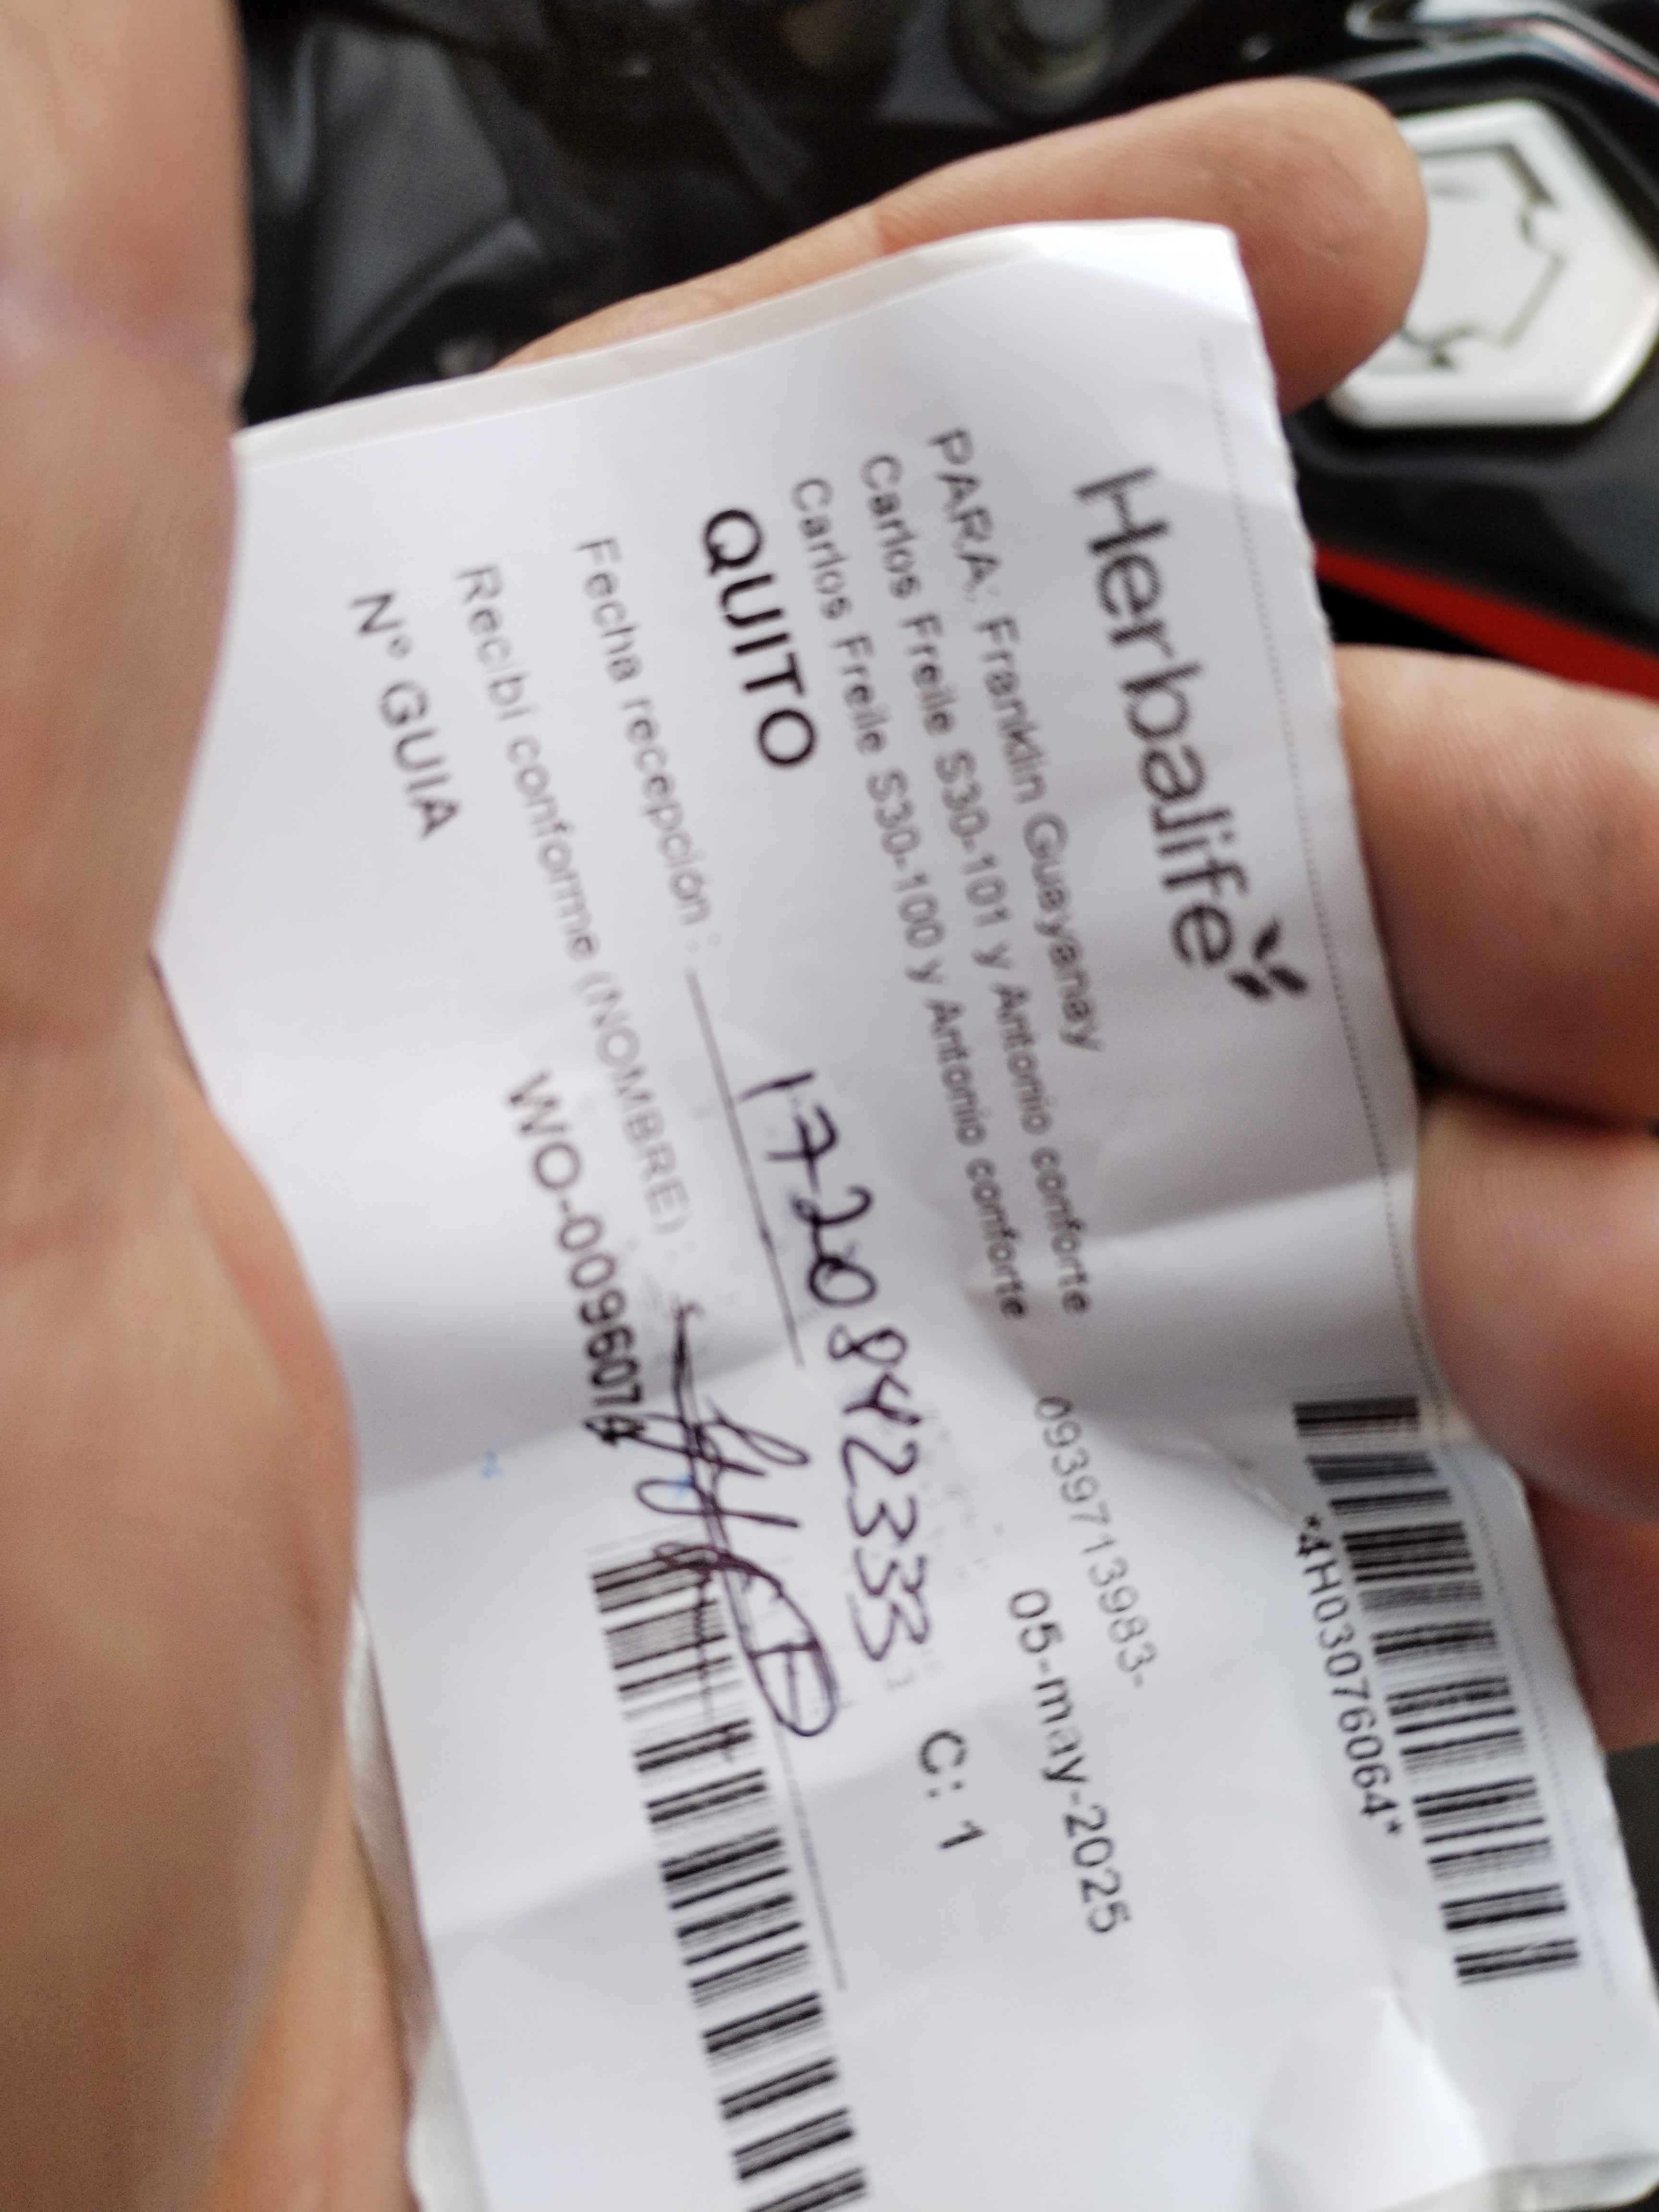 Herbalife
*4H03076064*
PARA: Franklin Guayanay
Carlos Freile S30-101 y Antonio conforte 0939713983-
Carlos Freile S30-100 y Antonio conforte 05-may-2025
QUITO C: 1
1720842333
Fecha recepción :
Recibí conforme (NOMBRE) :
Nº GUIA WO-0096074